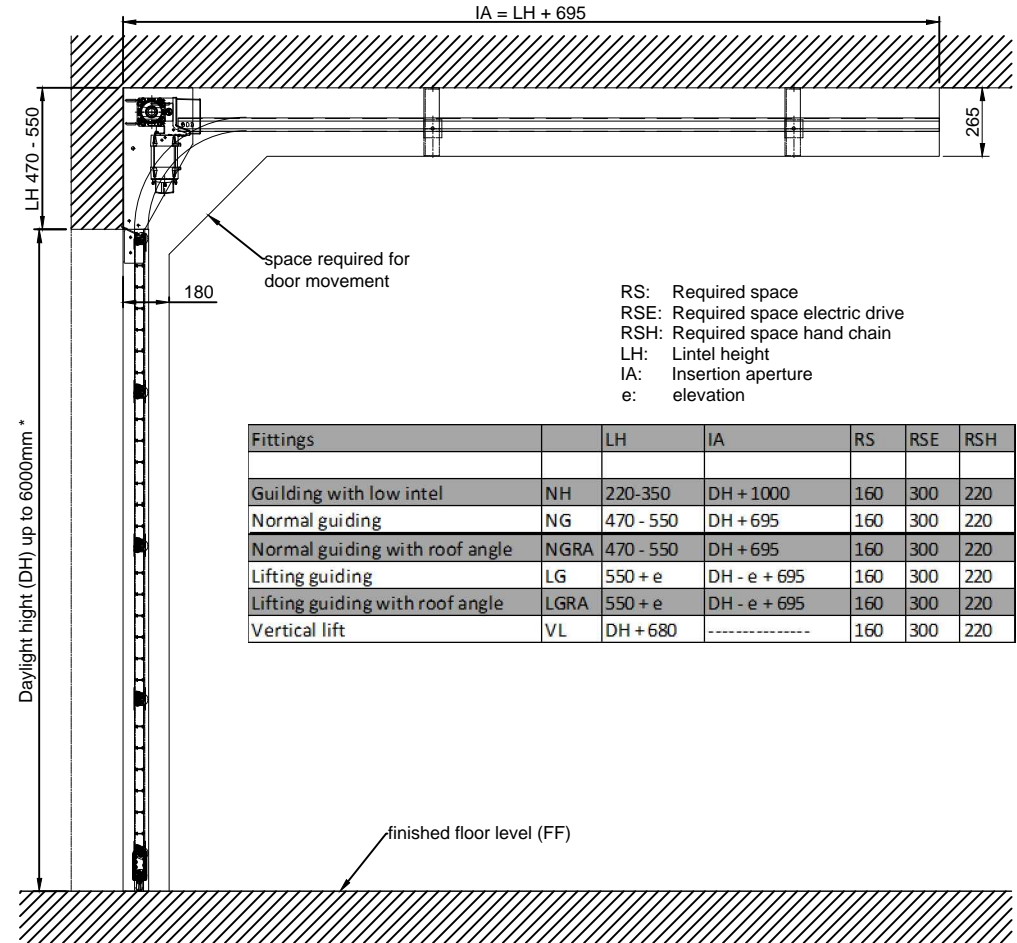 IA = LH + 695
LH 470 - 550
265
space required for
door movement
180
RS: Required space
RSE: Required space electric drive
RSH: Required space hand chain
LH: Lintel height
IA: Insertion aperture
e: elevation
Daylight high (DH) up to 6000mm *
Fittings LH IA RS RSE RSH
Guilding with low intel NH 220-350 DH + 1000 160 300 220
Normal guiding NG 470 - 550 DH + 695 160 300 220
Normal guiding with roof angle NGRA 470 - 550 DH + 695 160 300 220
Lifting guiding LG 550 + e DH - e + 695 160 300 220
Lifting guiding with roof angle LGRA 550 + e DH - e + 695 160 300 220
Vertical lift VL DH + 680 --------------- 160 300 220
finished floor level (FF)